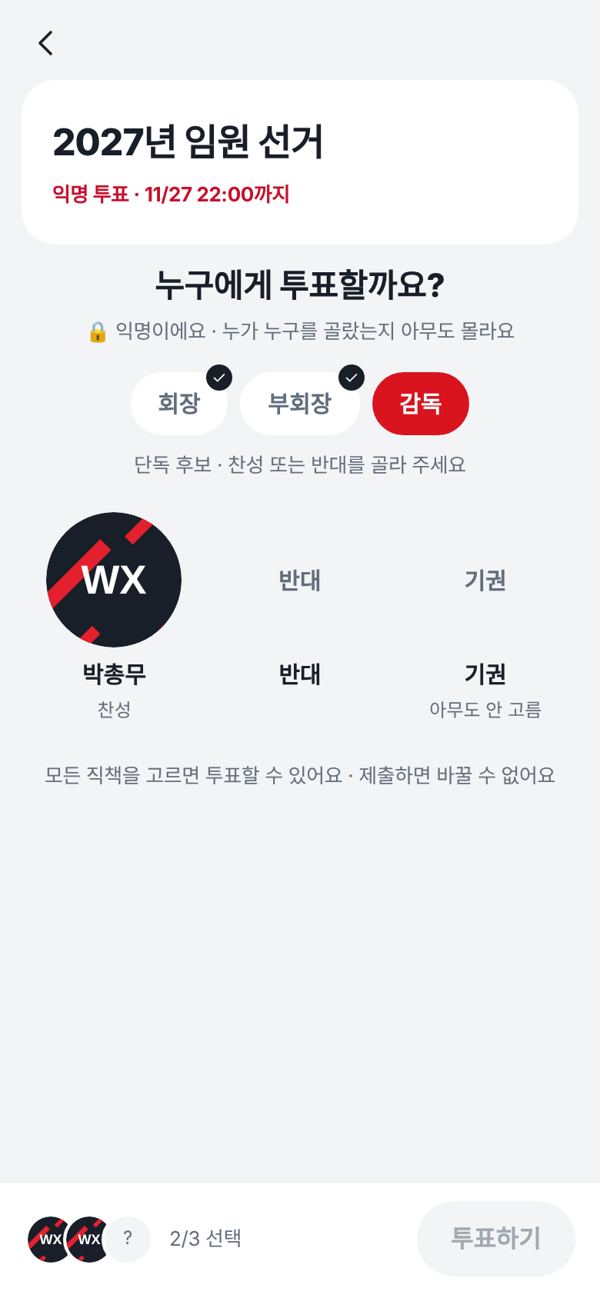 2027년 임원 선거
익명 투표 · 11/27 22:00까지
누구에게 투표할까요?
🔒 익명이에요 · 누가 누구를 골랐는지 아무도 몰라요
회장 부회장 감독
단독 후보 · 찬성 또는 반대를 골라 주세요
WX 반대 기권
박총무 반대 기권
찬성 아무도 안 고름
모든 직책을 고르면 투표할 수 있어요 · 제출하면 바꿀 수 없어요
WX WX ? 2/3 선택 투표하기